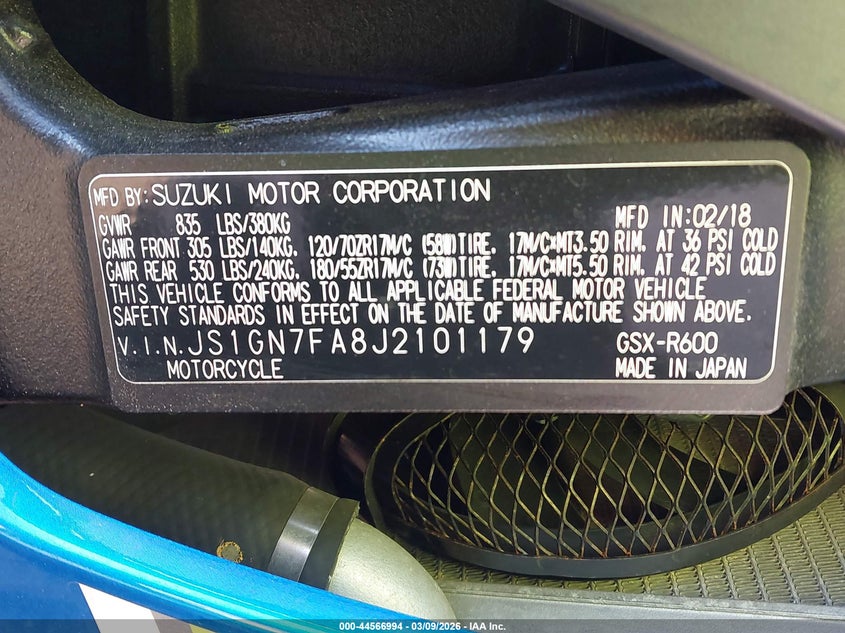 MFD BY: SUZUKI MOTOR CORPORATION
GVWR 835 LBS/380KG MFD IN: 02/18
GAWR FRONT 305 LBS/140KG, 120/70ZR17M/C (58W)TIRE, 17M/C×MT3.50 RIM, AT 36 PSI COLD
GAWR REAR 530 LBS/240KG, 180/55ZR17M/C (73W)TIRE, 17M/C×MT5.50 RIM, AT 42 PSI COLD
THIS VEHICLE CONFORMS TO ALL APPLICABLE FEDERAL MOTOR VEHICLE
SAFETY STANDARDS IN EFFECT ON THE DATE OF MANUFACTURE SHOWN ABOVE.
V.I.N. JS1GN7FA8J2101179 GSX-R600
MOTORCYCLE MADE IN JAPAN
000-44566994 - 03/09/2026 - IAA Inc.